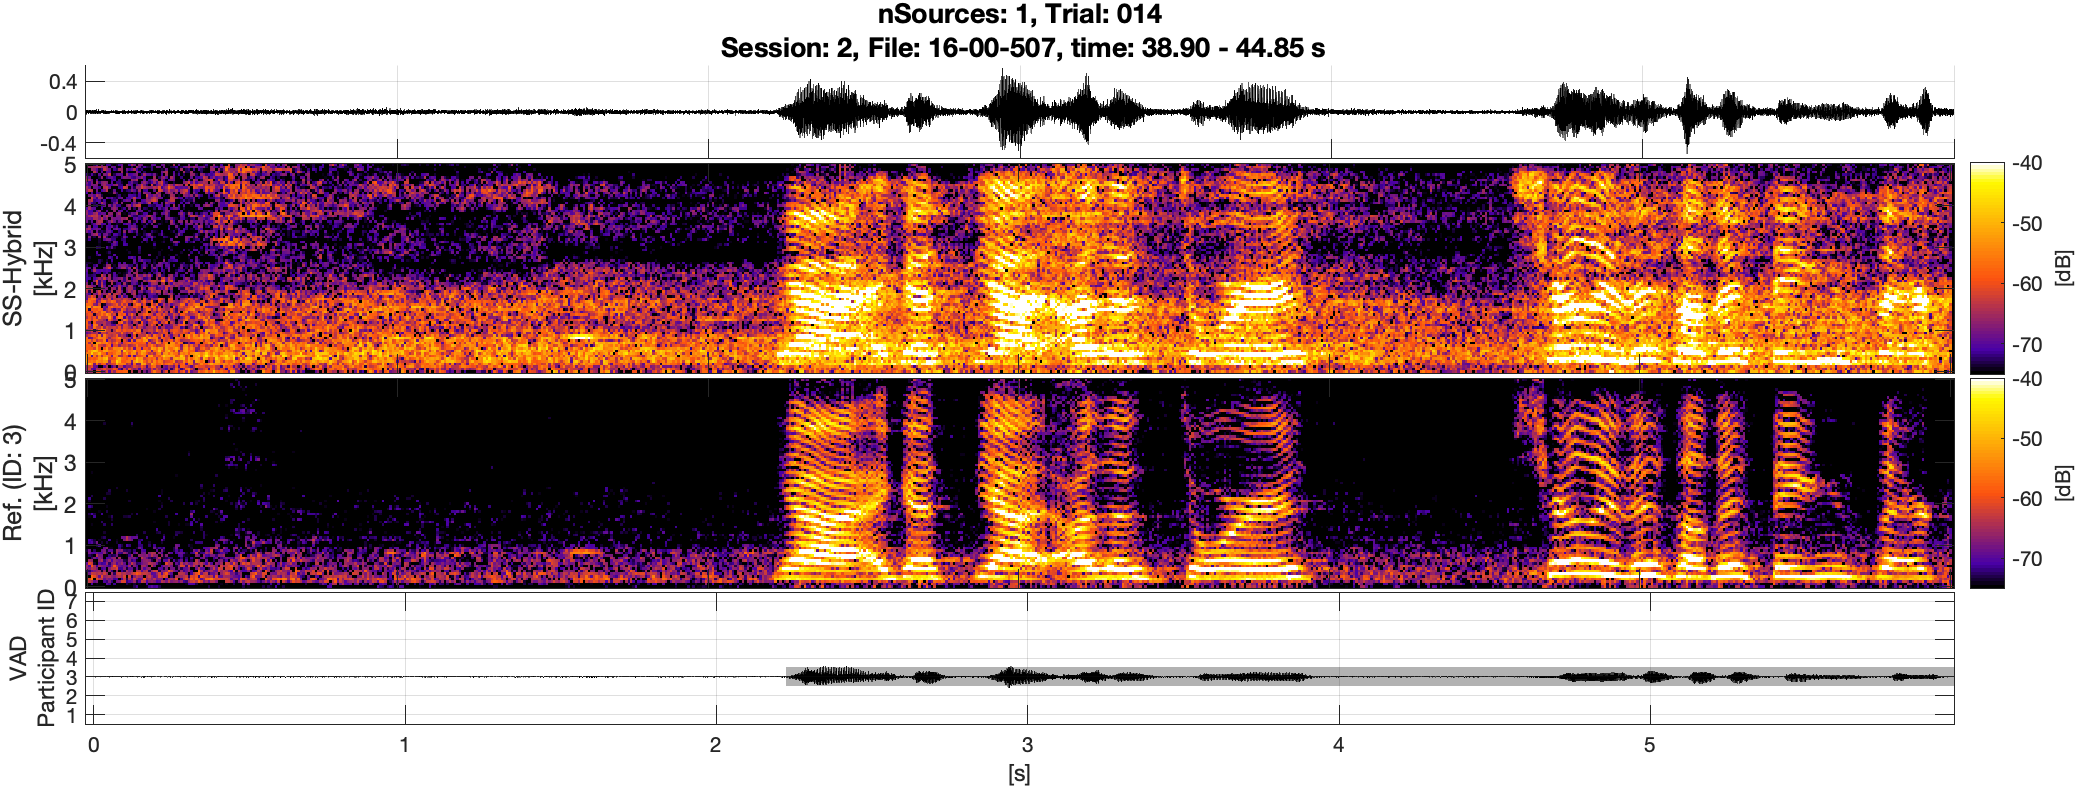 nSources: 1, Trial: 014
Session: 2, File: 16-00-507, time: 38.90 - 44.85 s
0.4
0
-0.4
SS-Hybrid
[kHz]
5
4
3
2
1
0
-40
-50
-60
-70
[dB]
Ref. (ID: 3)
[kHz]
5
4
3
2
1
0
-40
-50
-60
-70
[dB]
VAD
Participant ID
7
6
5
4
3
2
1
0 1 2 3 4 5
[s]